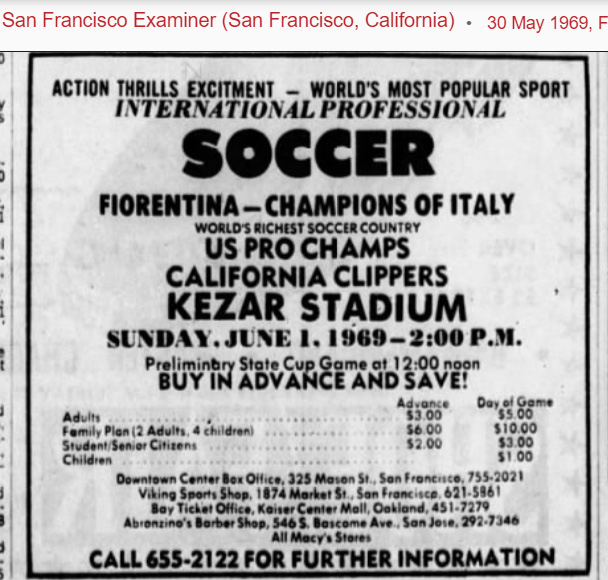 San Francisco Examiner (San Francisco, California) • 30 May 1969, F
ACTION THRILLS EXCITMENT — WORLD'S MOST POPULAR SPORT
INTERNATIONAL PROFESSIONAL
SOCCER
FIORENTINA — CHAMPIONS OF ITALY
WORLD'S RICHEST SOCCER COUNTRY
US PRO CHAMPS
CALIFORNIA CLIPPERS
KEZAR STADIUM
SUNDAY, JUNE 1, 1969 — 2:00 P.M.
Preliminary State Cup Game at 12:00 noon
BUY IN ADVANCE AND SAVE!
Advance Day of Game
Adults $3.00 $5.00
Family Plan (2 Adults, 4 children) $6.00 $10.00
Student/Senior Citizens $2.00 $3.00
Children $1.00
Downtown Center Box Office, 325 Mason St., San Francisco, 755-2021
Viking Sports Shop, 1874 Market St., San Francisco, 621-5861
Bay Ticket Office, Kaiser Center Mall, Oakland, 451-7279
Abronzino's Barber Shop, 546 S. Bascome Ave., San Jose, 292-7346
All Macy's Stores
CALL 655-2122 FOR FURTHER INFORMATION